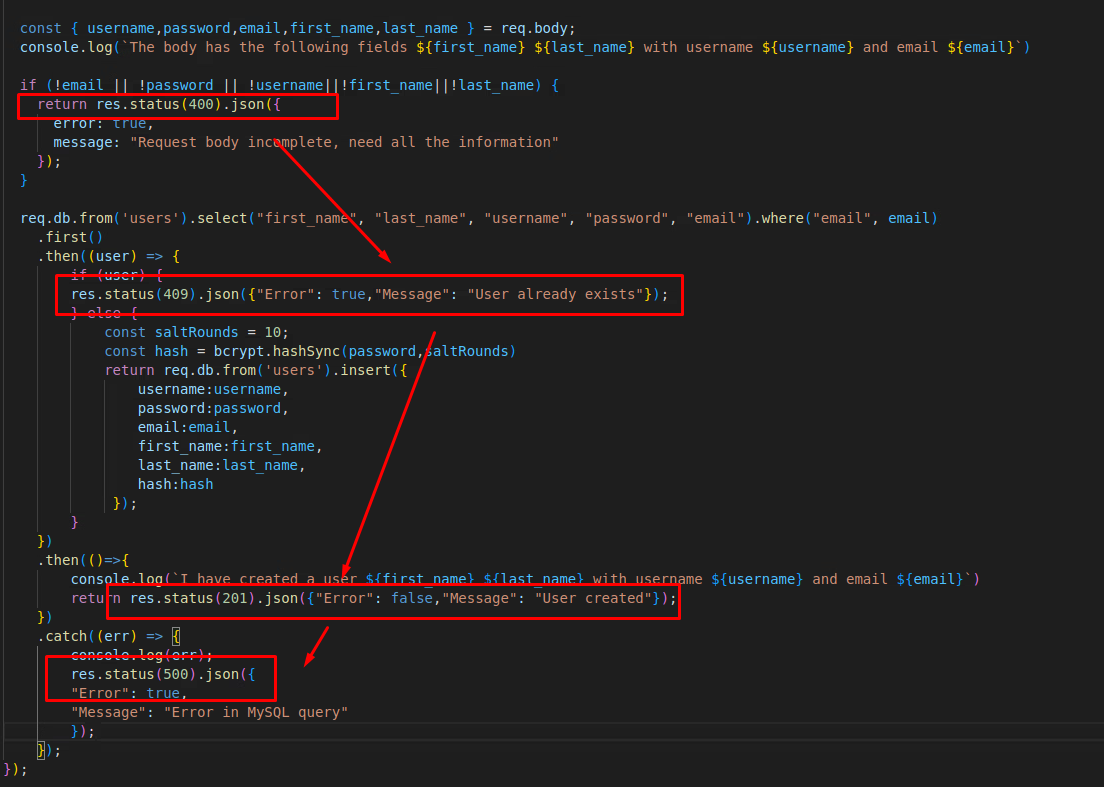 const { username,password,email,first_name,last_name } = req.body;
console.log(`The body has the following fields ${first_name} ${last_name} with username ${username} and email ${email}`)
if (!email || !password || !username||!first_name||!last_name) {
return res.status(400).json({
error: true,
message: "Request body incomplete, need all the information"
});
}
req.db.from('users').select("first_name", "last_name", "username", "password", "email").where("email", email)
.first()
.then((user) => {
if (user) {
res.status(409).json({"Error": true,"Message": "User already exists"});
} else {
const saltRounds = 10;
const hash = bcrypt.hashSync(password,saltRounds)
return req.db.from('users').insert({
username:username,
password:password,
email:email,
first_name:first_name,
last_name:last_name,
hash:hash
});
}
})
.then(()=>{
console.log(`I have created a user ${first_name} ${last_name} with username ${username} and email ${email}`)
return res.status(201).json({"Error": false,"Message": "User created"});
})
.catch((err) => {
console.log(err);
res.status(500).json({
"Error": true,
"Message": "Error in MySQL query"
});
});
});